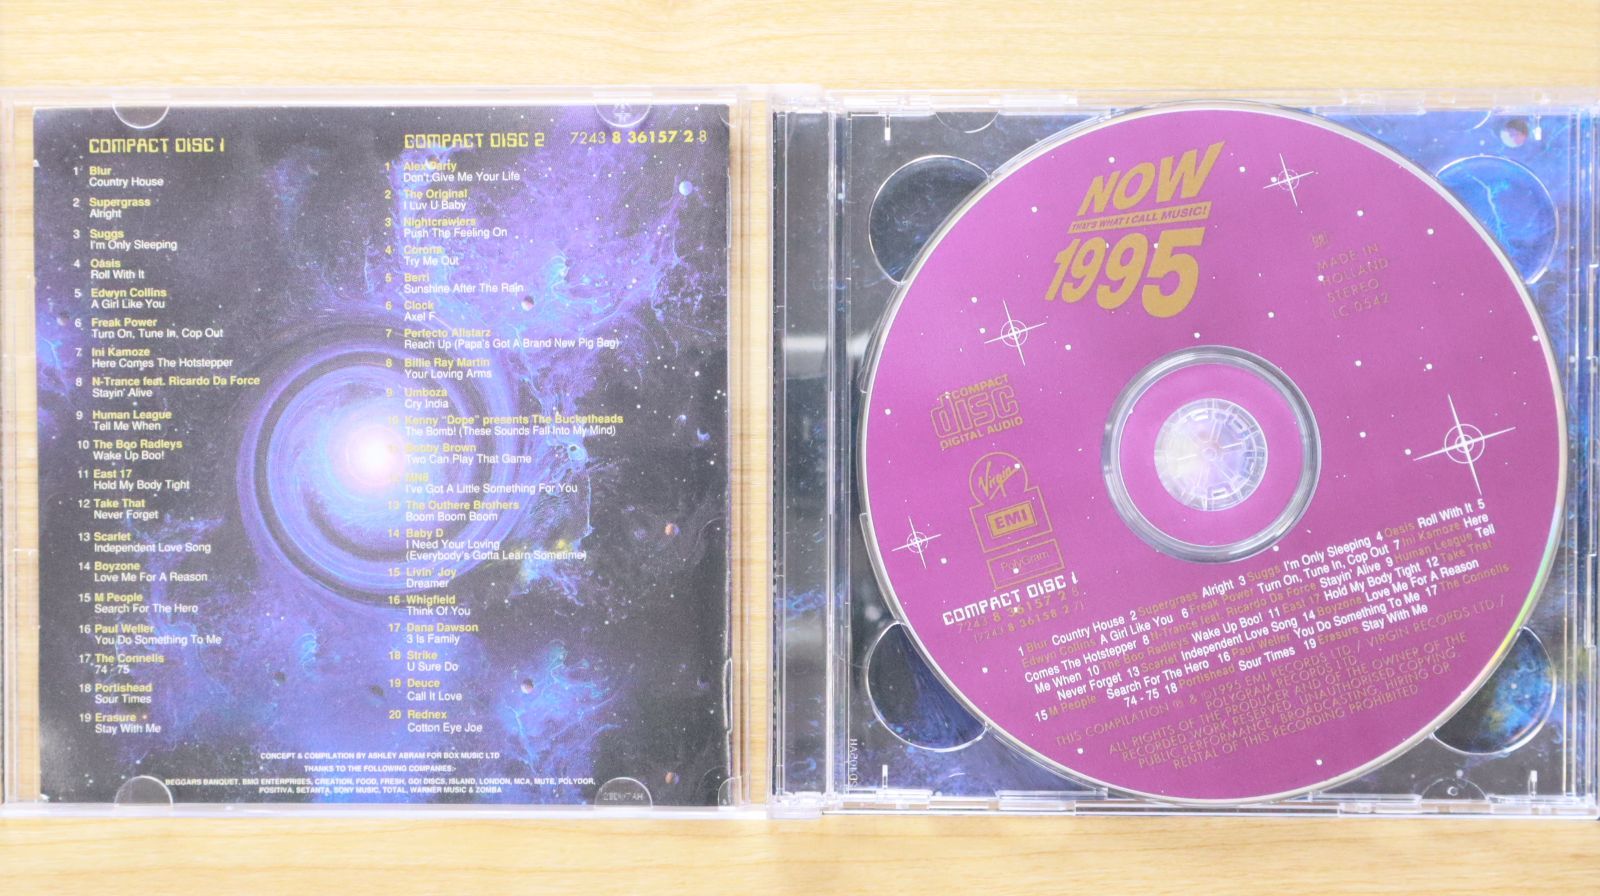 COMPACT DISC 1
1 Blur
Country House
2 Supergrass
Alright
3 Suggs
I'm Only Sleeping
4 Oasis
Roll With It
5 Edwyn Collins
A Girl Like You
6 Freak Power
Turn On, Tune In, Cop Out
7 Ini Kamoze
Here Comes The Hotstepper
8 N-Trance feat. Ricardo Da Force
Stayin' Alive
9 Human League
Tell Me When
10 The Boo Radleys
Wake Up Boo!
11 East 17
Hold My Body Tight
12 Take That
Never Forget
13 Scarlet
Independent Love Song
14 Boyzone
Love Me For A Reason
15 M People
Search For The Hero
16 Paul Weller
You Do Something To Me
17 The Connells
74 - 75
18 Portishead
Sour Times
19 Erasure
Stay With Me
COMPACT DISC 2 7243 8 36157 2 8
1 Alex Party
Don't Give Me Your Life
2 The Original
I Luv U Baby
3 Nightcrawlers
Push The Feeling On
4 Corona
Try Me Out
5 Berri
Sunshine After The Rain
6 Clock
Axel F
7 Perfecto Allstarz
Reach Up (Papa's Got A Brand New Pig Bag)
8 Billie Ray Martin
Your Loving Arms
9 Umboza
Cry India
10 Kenny "Dope" presents The Bucketheads
The Bomb! (These Sounds Fall Into My Mind)
Bobby Brown
Two Can Play That Game
12 MN8
I've Got A Little Something For You
13 The Outhere Brothers
Boom Boom Boom
14 Baby D
I Need Your Loving
(Everybody's Gotta Learn Sometime)
15 Livin' Joy
Dreamer
16 Whigfield
Think Of You
17 Dana Dawson
3 Is Family
18 Strike
U Sure Do
19 Deuce
Call It Love
20 Rednex
Cotton Eye Joe
CONCEPT & COMPILATION BY ASHLEY ABRAM FOR BOX MUSIC LTD
THANKS TO THE FOLLOWING COMPANIES:-
BEGGARS BANQUET, BMG ENTERPRISES, CREATION, FOOD, FRESH, GO! DISCS, ISLAND, LONDON, MCA, MUTE, POLYDOR,
POSITIVA, SETANTA, SONY MUSIC, TOTAL, WARNER MUSIC & ZOMBA
NOW
THAT'S WHAT I CALL MUSIC!
1995
MADE IN
HOLLAND
STEREO
LC 0542
COMPACT
disc
DIGITAL AUDIO
Virgin
EMI
PolyGram
COMPACT DISC 1
7243 8 36157 2 8
(7243 8 36158 2 7)
1 Blur Country House 2 Supergrass Alright 3 Suggs I'm Only Sleeping 4 Oasis Roll With It 5
Edwyn Collins A Girl Like You 6 Freak Power Turn On, Tune In, Cop Out 7 Ini Kamoze Here
Comes The Hotstepper 8 N-Trance feat. Ricardo Da Force Stayin' Alive 9 Human League Tell
Me When 10 The Boo Radleys Wake Up Boo! 11 East 17 Hold My Body Tight 12 Take That
Never Forget 13 Scarlet Independent Love Song 14 Boyzone Love Me For A Reason
15 M People Search For The Hero 16 Paul Weller You Do Something To Me 17 The Connells
74 - 75 18 Portishead Sour Times 19 Erasure Stay With Me
THIS COMPILATION ℗ & © 1995 EMI RECORDS LTD./ VIRGIN RECORDS LTD./
POLYGRAM RECORDS LTD.
ALL RIGHTS OF THE PRODUCER AND OF THE OWNER OF THE
RECORDED WORK RESERVED. UNAUTHORISED COPYING,
PUBLIC PERFORMANCE, BROADCASTING, HIRING OR
RENTAL OF THIS RECORDING PROHIBITED